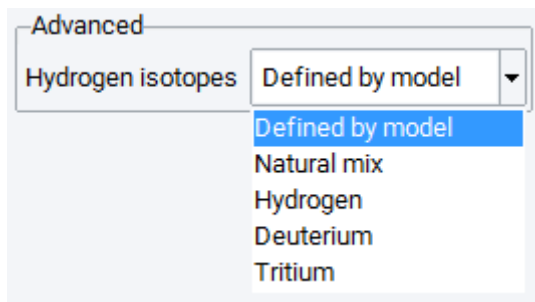 Advanced
Hydrogen isotopes Defined by model
Defined by model
Natural mix
Hydrogen
Deuterium
Tritium